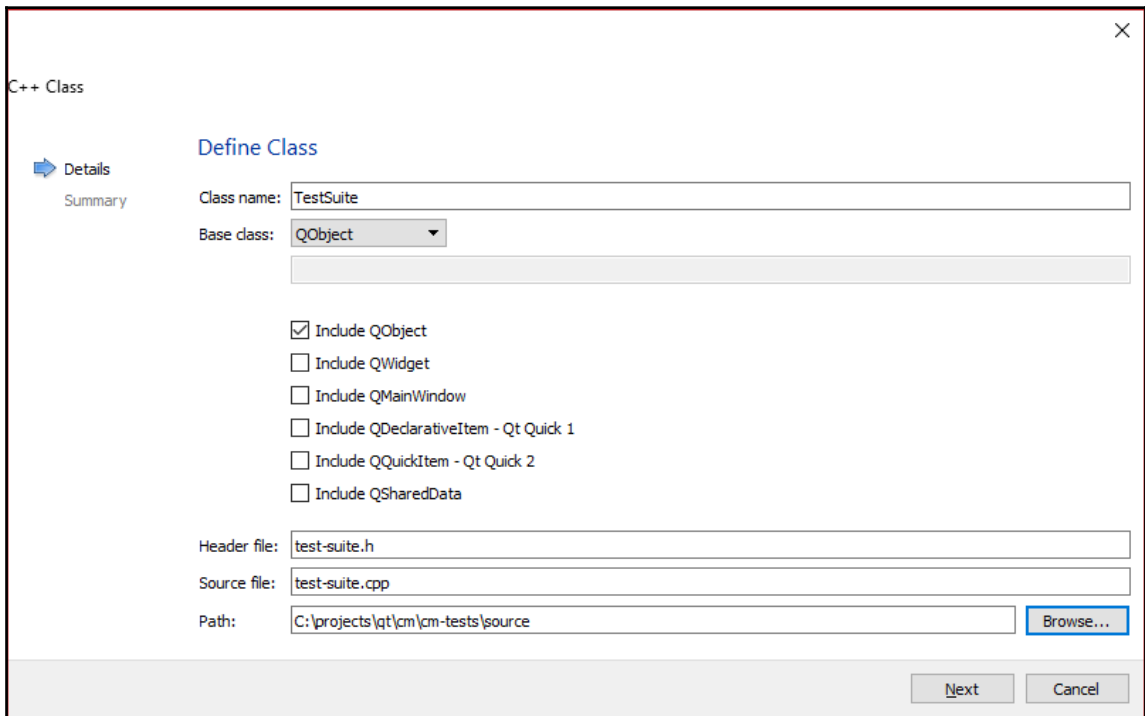 C++ Class
Details
Summary
Define Class
Class name: TestSuite
Base class: QObject
Include QObject
Include QWidget
Include QMainWindow
Include QDeclarativeItem - Qt Quick 1
Include QQuickItem - Qt Quick 2
Include QSharedData
Header file: test-suite.h
Source file: test-suite.cpp
Path: C:\projects\qt\cm\cm-tests\source Browse...
Next Cancel